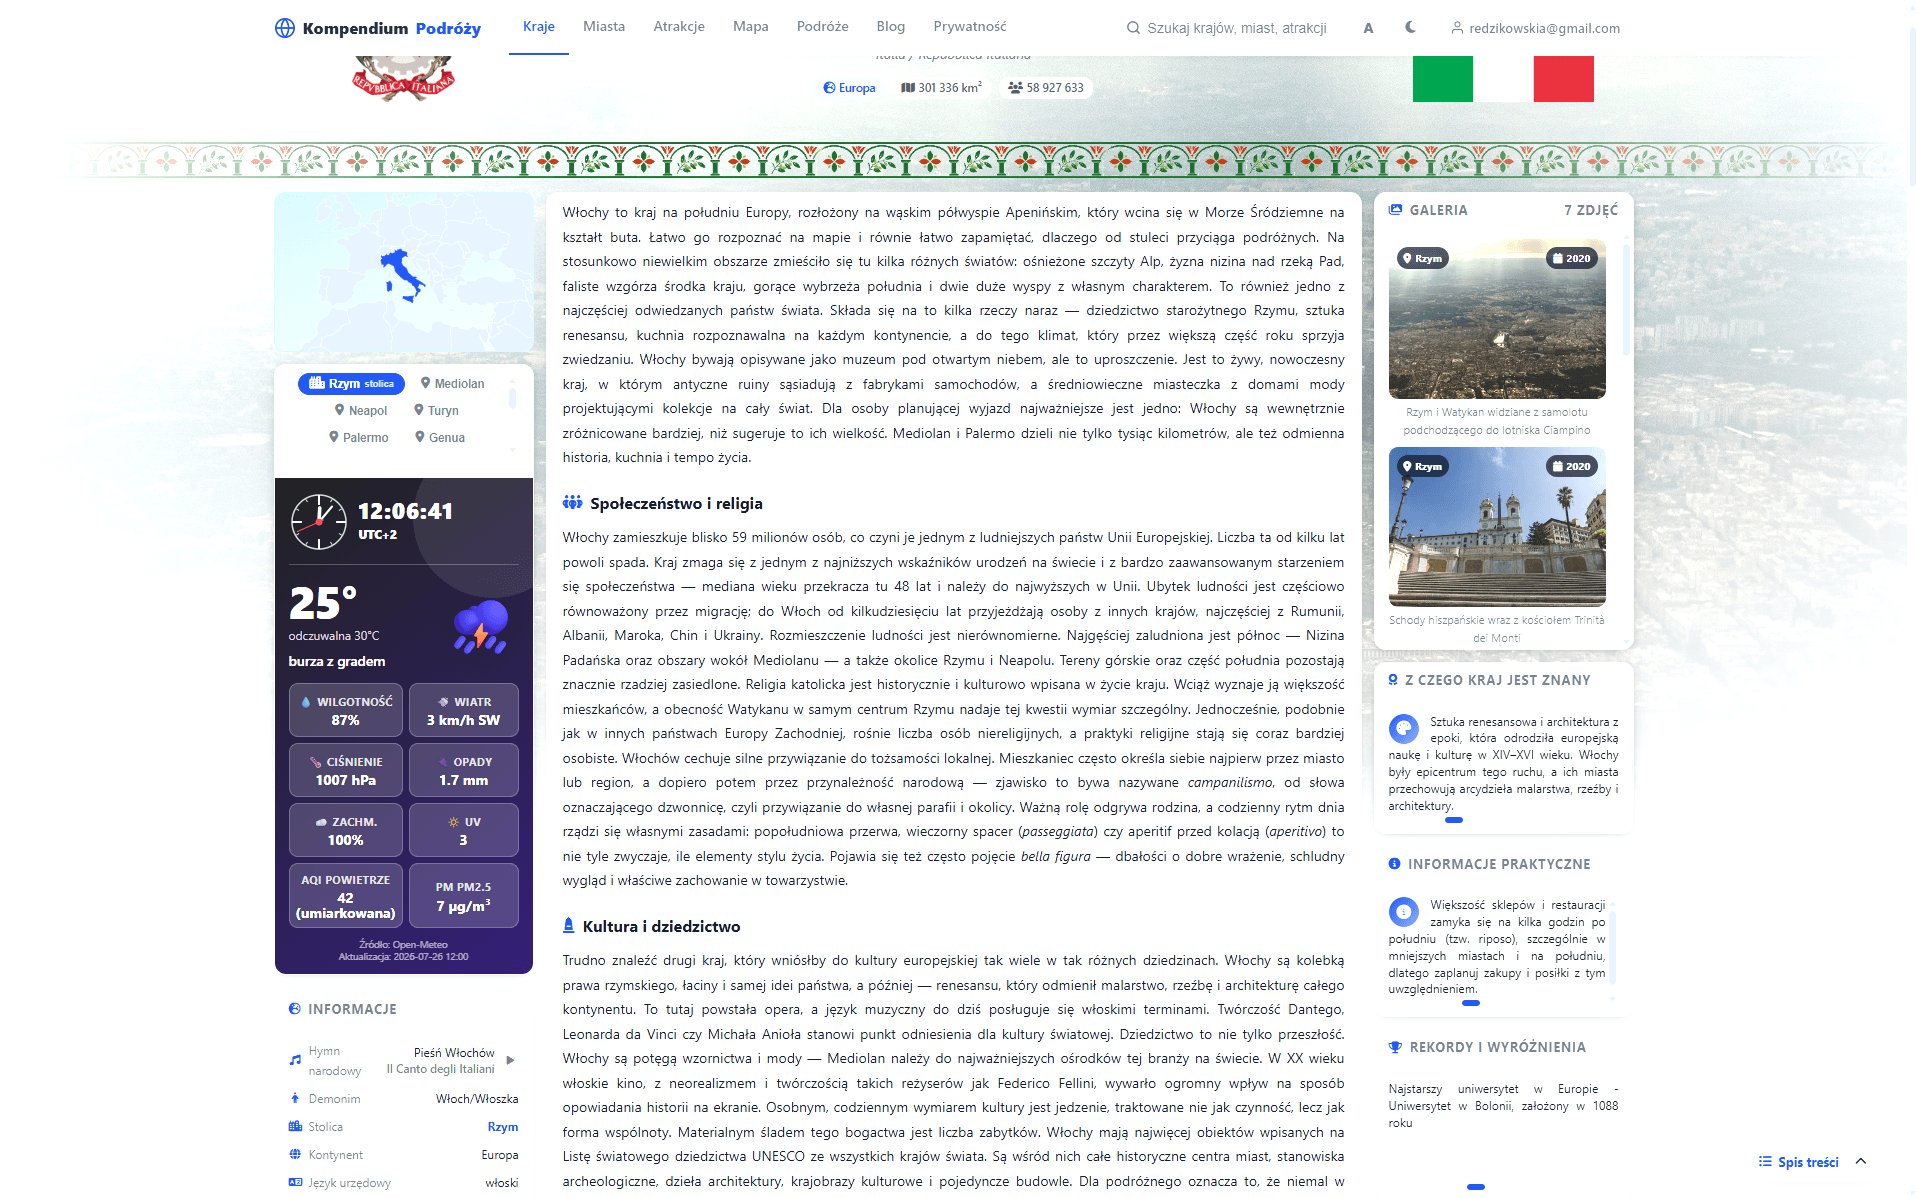 Kompendium Podróży
Kraje
Miasta
Atrakcje
Mapa
Podróże
Blog
Prywatność
Szukaj krajów, miast, atrakcji
A
redzikowskia@gmail.com
REPVBBLICA ITALIANA
Italia / Repubblica Italiana
Europa
301 336 km²
58 927 633
Rzym stolica
Mediolan
Neapol
Turyn
Palermo
Genua
12:06:41
UTC+2
25°
odczuwalna 30°C
burza z gradem
WILGOTNOŚĆ
87%
WIATR
3 km/h SW
CIŚNIENIE
1007 hPa
OPADY
1.7 mm
ZACHM.
100%
UV
3
AQI POWIETRZE
42
(umiarkowana)
PM PM2.5
7 µg/m³
Źródło: Open-Meteo
Aktualizacja: 2026-07-26 12:00
INFORMACJE
Hymn
narodowy
Pieśń Włochów
Il Canto degli Italiani
Demonim
Włoch/Włoszka
Stolica
Rzym
Kontynent
Europa
Język urzędowy
włoski
Włochy to kraj na południu Europy, rozłożony na wąskim półwyspie Apenińskim, który wcina się w Morze Śródziemne na
kształt buta. Łatwo go rozpoznać na mapie i równie łatwo zapamiętać, dlaczego od stuleci przyciąga podróżnych. Na
stosunkowo niewielkim obszarze zmieściło się tu kilka różnych światów: ośnieżone szczyty Alp, żyzna nizina nad rzeką Pad,
faliste wzgórza środka kraju, gorące wybrzeża południa i dwie duże wyspy z własnym charakterem. To również jedno z
najczęściej odwiedzanych państw świata. Składa się na to kilka rzeczy naraz — dziedzictwo starożytnego Rzymu, sztuka
renesansu, kuchnia rozpoznawalna na każdym kontynencie, a do tego klimat, który przez większą część roku sprzyja
zwiedzaniu. Włochy bywają opisywane jako muzeum pod otwartym niebem, ale to uproszczenie. Jest to żywy, nowoczesny
kraj, w którym antyczne ruiny sąsiadują z fabrykami samochodów, a średniowieczne miasteczka z domami mody
projektującymi kolekcje na cały świat. Dla osoby planującej wyjazd najważniejsze jest jedno: Włochy są wewnętrznie
zróżnicowane bardziej, niż sugeruje to ich wielkość. Mediolan i Palermo dzieli nie tylko tysiąc kilometrów, ale też odmienna
historia, kuchnia i tempo życia.
Społeczeństwo i religia
Włochy zamieszkuje blisko 59 milionów osób, co czyni je jednym z ludniejszych państw Unii Europejskiej. Liczba ta od kilku lat
powoli spada. Kraj zmaga się z jednym z najniższych wskaźników urodzeń na świecie i z bardzo zaawansowanym starzeniem
się społeczeństwa — mediana wieku przekracza tu 48 lat i należy do najwyższych w Unii. Ubytek ludności jest częściowo
równoważony przez migrację; do Włoch od kilkudziesięciu lat przyjeżdżają osoby z innych krajów, najczęściej z Rumunii,
Albanii, Maroka, Chin i Ukrainy. Rozmieszczenie ludności jest nierównomierne. Najgęściej zaludniona jest północ — Nizina
Padańska oraz obszary wokół Mediolanu — a także okolice Rzymu i Neapolu. Tereny górskie oraz część południa pozostają
znacznie rzadziej zasiedlone. Religia katolicka jest historycznie i kulturowo wpisana w życie kraju. Wciąż wyznaje ją większość
mieszkańców, a obecność Watykanu w samym centrum Rzymu nadaje tej kwestii wymiar szczególny. Jednocześnie, podobnie
jak w innych państwach Europy Zachodniej, rośnie liczba osób niereligijnych, a praktyki religijne stają się coraz bardziej
osobiste. Włochów cechuje silne przywiązanie do tożsamości lokalnej. Mieszkaniec często określa siebie najpierw przez miasto
lub region, a dopiero potem przez przynależność narodową — zjawisko to bywa nazywane campanilismo, od słowa
oznaczającego dzwonnicę, czyli przywiązanie do własnej parafii i okolicy. Ważną rolę odgrywa rodzina, a codzienny rytm dnia
rządzi się własnymi zasadami: popołudniowa przerwa, wieczorny spacer (passeggiata) czy aperitif przed kolacją (aperitivo) to
nie tyle zwyczaje, ile elementy stylu życia. Pojawia się też często pojęcie bella figura — dbałości o dobre wrażenie, schludny
wygląd i właściwe zachowanie w towarzystwie.
Kultura i dziedzictwo
Trudno znaleźć drugi kraj, który wniósłby do kultury europejskiej tak wiele w tak różnych dziedzinach. Włochy są kolebką
prawa rzymskiego, łaciny i samej idei państwa, a później — renesansu, który odmienił malarstwo, rzeźbę i architekturę całego
kontynentu. To tutaj powstała opera, a język muzyczny do dziś posługuje się włoskimi terminami. Twórczość Dantego,
Leonarda da Vinci czy Michała Anioła stanowi punkt odniesienia dla kultury światowej. Dziedzictwo to nie tylko przeszłość.
Włochy są potęgą wzornictwa i mody — Mediolan należy do najważniejszych ośrodków tej branży na świecie. W XX wieku
włoskie kino, z neorealizmem i twórczością takich reżyserów jak Federico Fellini, wywarło ogromny wpływ na sposób
opowiadania historii na ekranie. Osobnym, codziennym wymiarem kultury jest jedzenie, traktowane nie jak czynność, lecz jak
forma wspólnoty. Materialnym śladem tego bogactwa jest liczba zabytków. Włochy mają najwięcej obiektów wpisanych na
Listę światowego dziedzictwa UNESCO ze wszystkich krajów świata. Są wśród nich całe historyczne centra miast, stanowiska
archeologiczne, dzieła architektury, krajobrazy kulturowe i pojedyncze budowle. Dla podróżnego oznacza to, że niemal w
GALERIA
7 ZDJĘĆ
Rzym
2020
Rzym i Watykan widziane z samolotu
podchodzącego do lotniska Ciampino
Rzym
2020
Schody hiszpańskie wraz z kościołem Trinità
dei Monti
Z CZEGO KRAJ JEST ZNANY
Sztuka renesansowa i architektura z
epoki, która odrodziła europejską
naukę i kulturę w XIV–XVI wieku. Włochy
były epicentrum tego ruchu, a ich miasta
przechowują arcydzieła malarstwa, rzeźby i
architektury.
INFORMACJE PRAKTYCZNE
Większość sklepów i restauracji
zamyka się na kilka godzin po
południu (tzw. riposo), szczególnie w
mniejszych miastach i na południu,
dlatego zaplanuj zakupy i posiłki z tym
uwzględnieniem.
REKORDY I WYRÓŻNIENIA
Najstarszy uniwersytet w Europie -
Uniwersytet w Bolonii, założony w 1088
roku
Spis treści